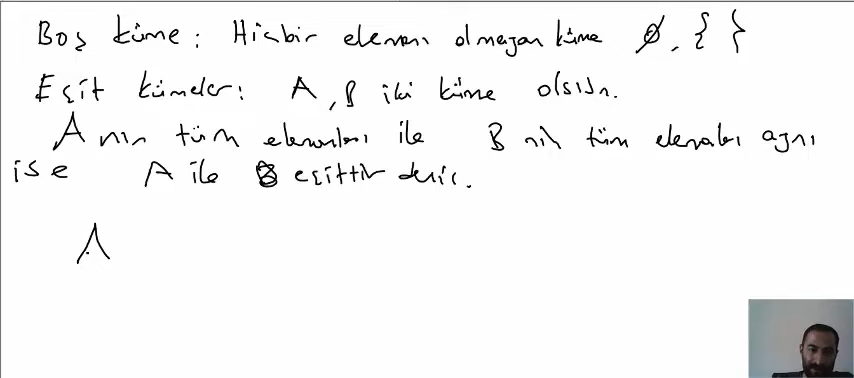 Boş küme: Hiçbir elemanı olmayan küme ∅, { }
Eşit kümeler: A, B iki küme olsun.
A nın tüm elemanları ile B nin tüm elemanları aynı
ise A ile B eşittir denir.
A